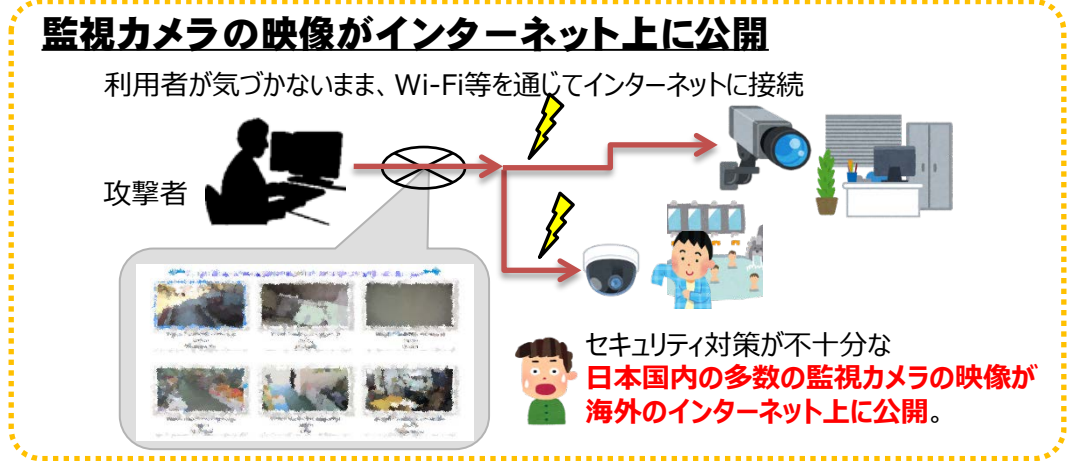 監視カメラの映像がインターネット上に公開
利用者が気づかないまま、Wi-Fi等を通じてインターネットに接続
攻撃者
セキュリティ対策が不十分な
日本国内の多数の監視カメラの映像が
海外のインターネット上に公開。